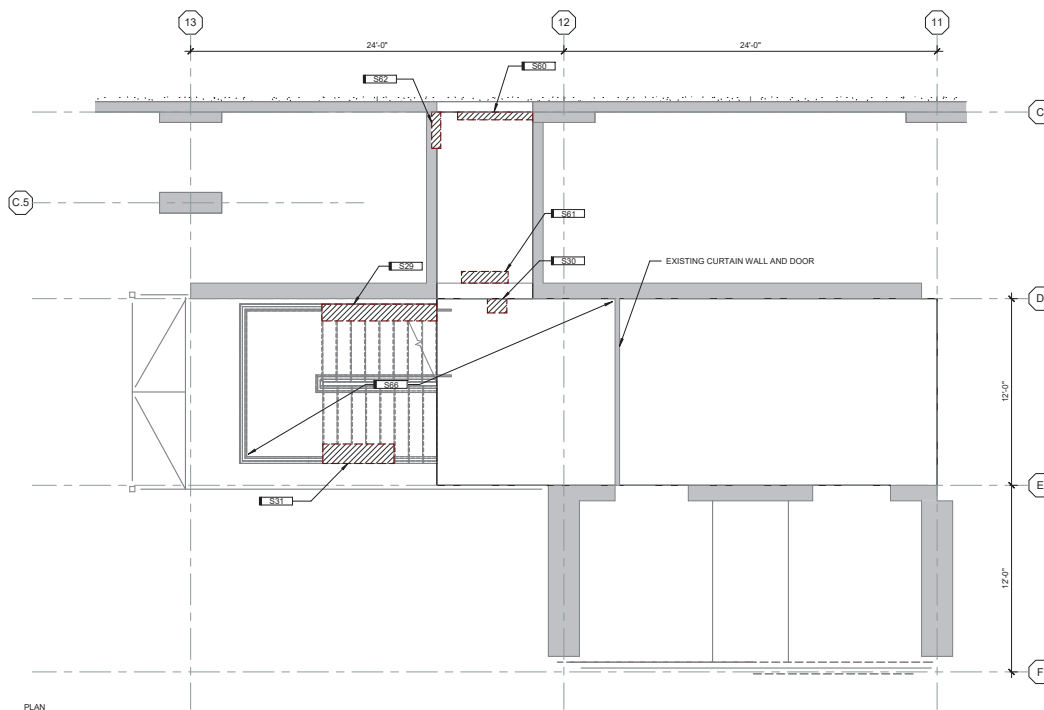 13
12
11
24'-0"
24'-0"
S60
S62
C
C.5
S61
S30
EXISTING CURTAIN WALL AND DOOR
S29
D
S66
12'-0"
E
S31
12'-0"
F
PLAN